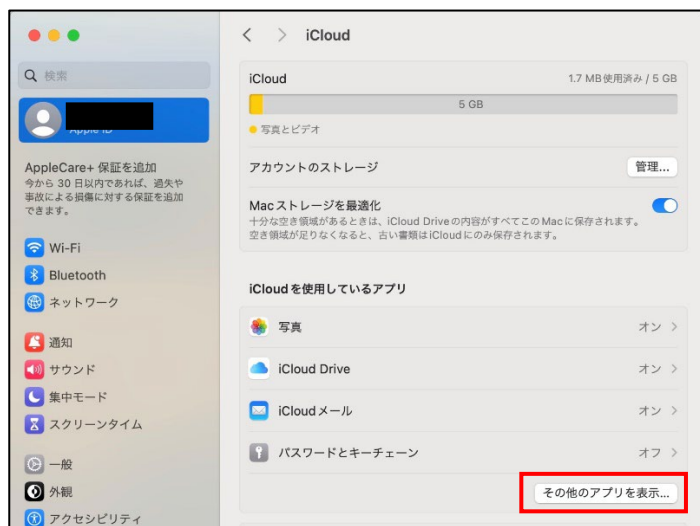 iCloud
検索
Apple ID
AppleCare+ 保証を追加
今から 30 日以内であれば、過失や
事故による損傷に対する保証を追加
できます。
Wi-Fi
Bluetooth
ネットワーク
通知
サウンド
集中モード
スクリーンタイム
一般
外観
アクセシビリティ
iCloud 1.7 MB使用済み / 5 GB
5 GB
写真とビデオ
アカウントのストレージ 管理...
Macストレージを最適化
十分な空き領域があるときは、iCloud Driveの内容がすべてこのMacに保存されます。
空き領域が足りなくなると、古い書類はiCloudにのみ保存されます。
iCloudを使用しているアプリ
写真 オン
iCloud Drive オン
iCloudメール オン
パスワードとキーチェーン オフ
その他のアプリを表示...